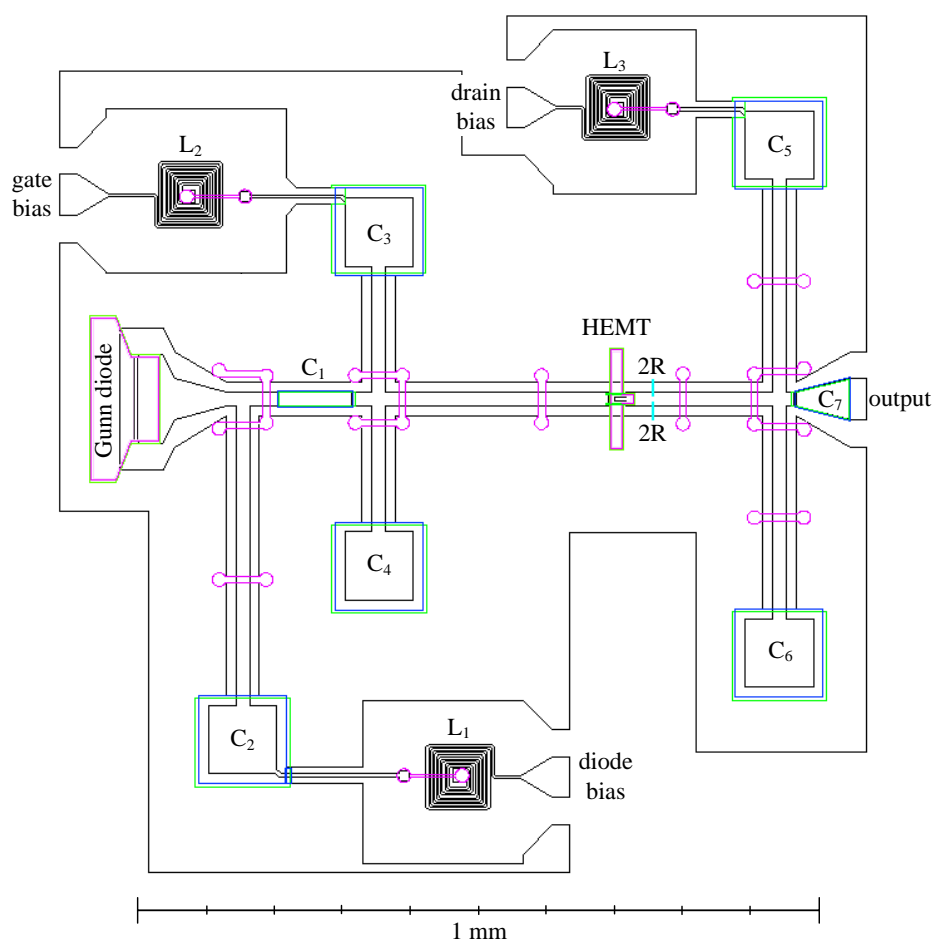 L₃
drain
bias
C₅
L₂
gate
bias
C₃
HEMT
C₁
2R
Gunn diode
C₇
output
2R
C₄
C₆
C₂
L₁
diode
bias
1 mm